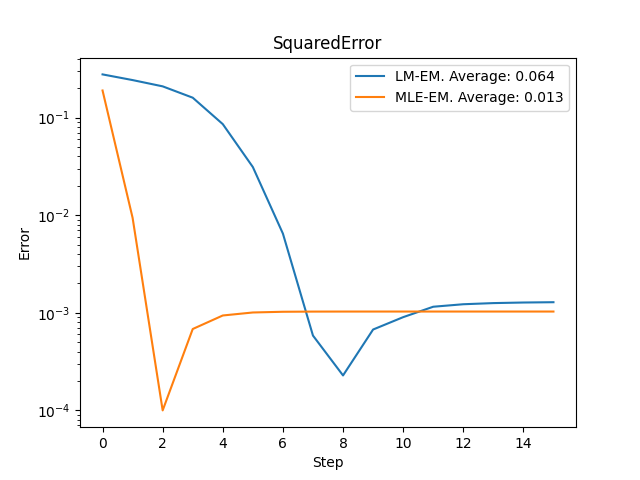 SquaredError
LM-EM. Average: 0.064
MLE-EM. Average: 0.013
Error
10⁻¹
10⁻²
10⁻³
10⁻⁴
0 2 4 6 8 10 12 14
Step